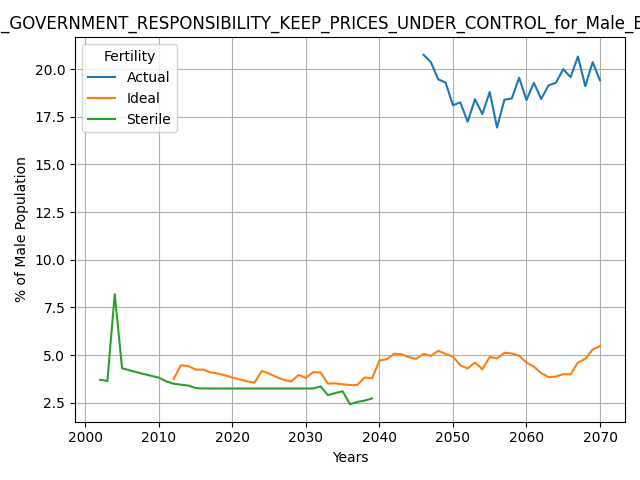 _GOVERNMENT_RESPONSIBILITY_KEEP_PRICES_UNDER_CONTROL_for_Male_E
Fertility
Actual
Ideal
Sterile
% of Male Population
20.0
17.5
15.0
12.5
10.0
7.5
5.0
2.5
2000 2010 2020 2030 2040 2050 2060 2070
Years